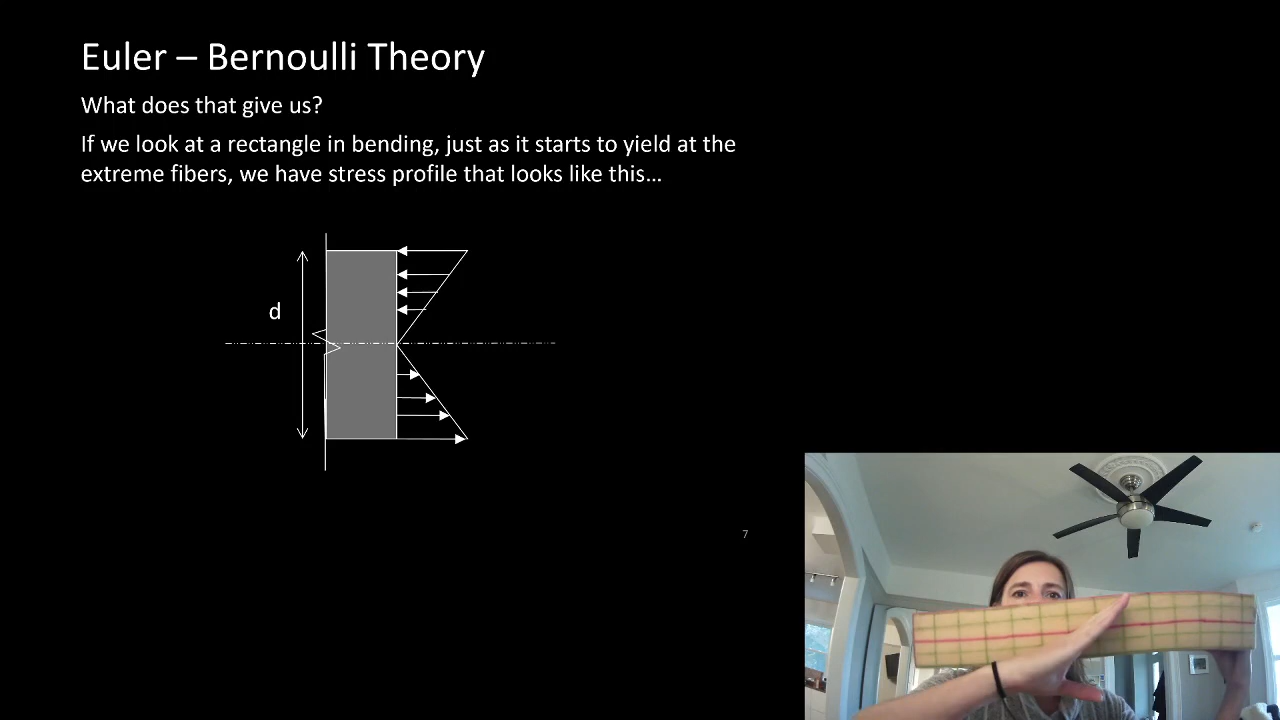 Euler – Bernoulli Theory
What does that give us?
If we look at a rectangle in bending, just as it starts to yield at the
extreme fibers, we have stress profile that looks like this…
d
7